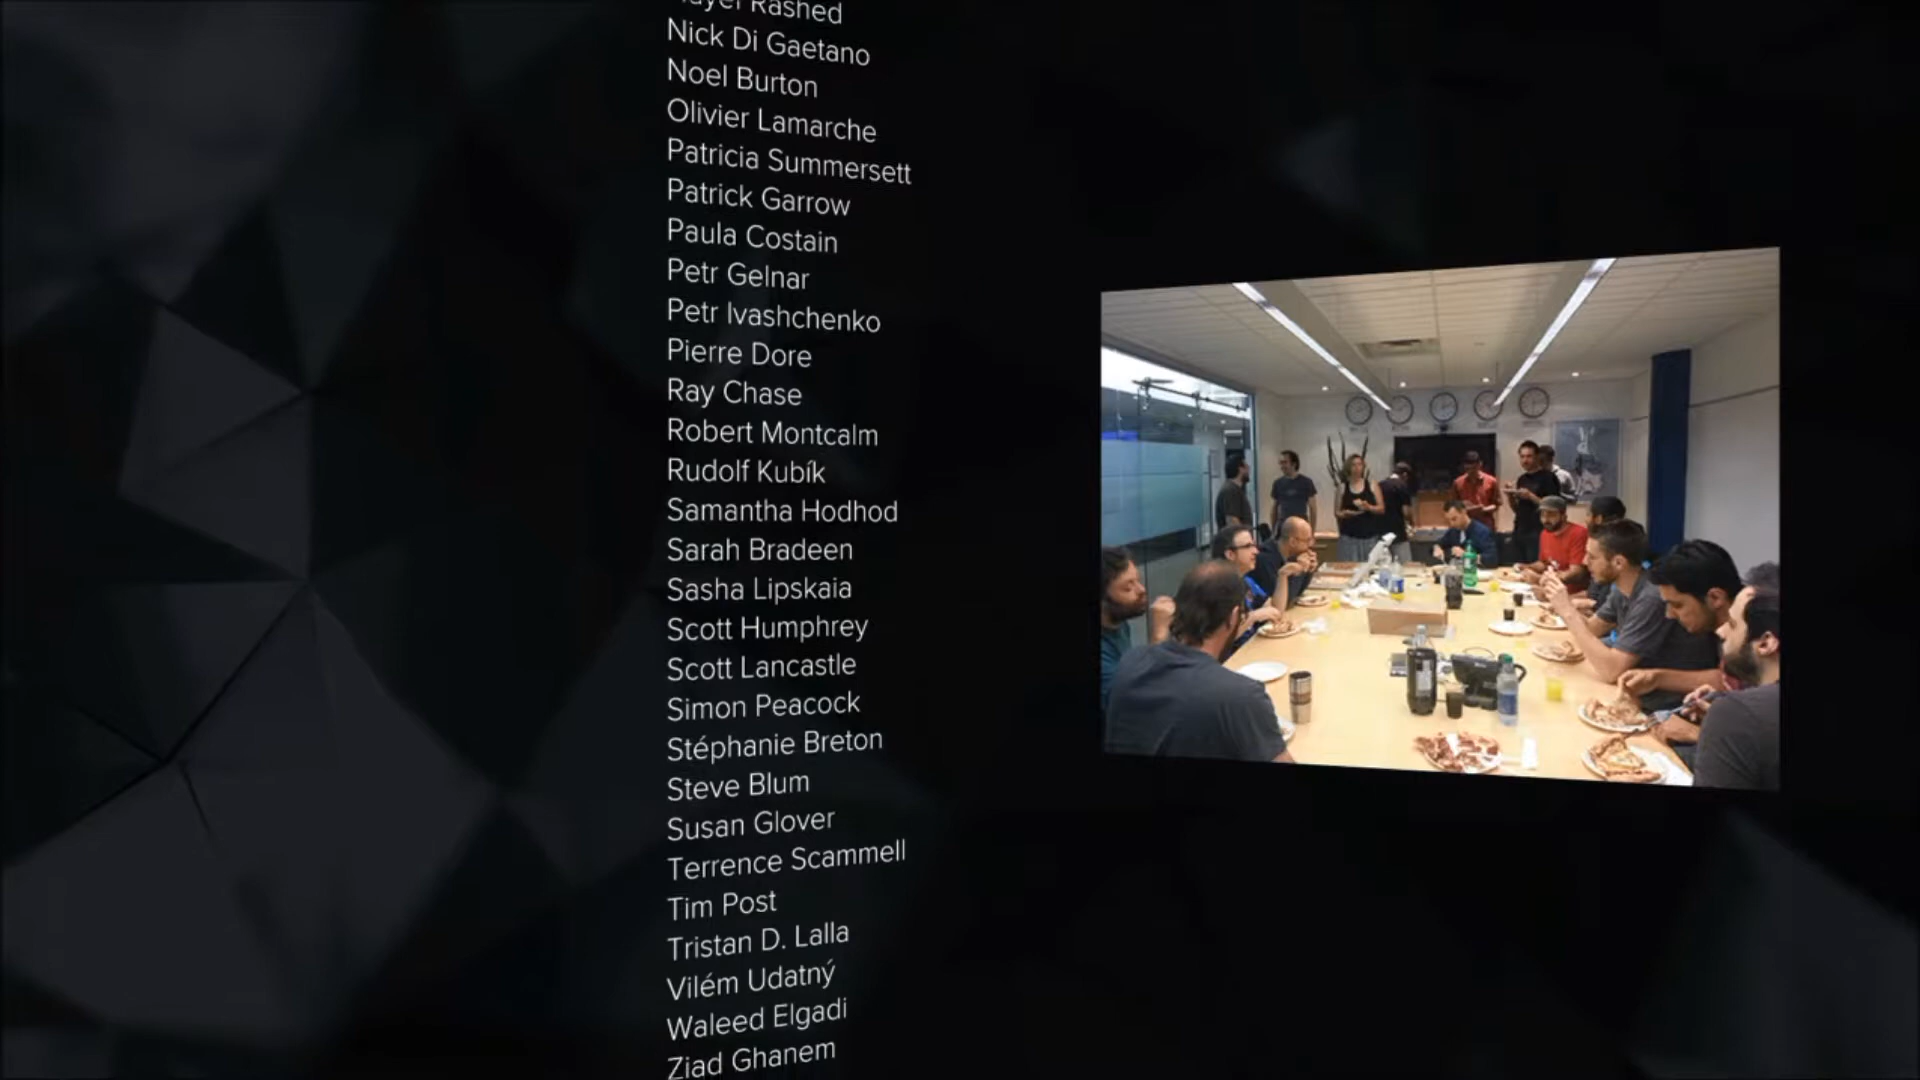 Rashed
Nick Di Gaetano
Noel Burton
Olivier Lamarche
Patricia Summersett
Patrick Garrow
Paula Costain
Petr Gelnar
Petr Ivashchenko
Pierre Dore
Ray Chase
Robert Montcalm
Rudolf Kubík
Samantha Hodhod
Sarah Bradeen
Sasha Lipskaia
Scott Humphrey
Scott Lancastle
Simon Peacock
Stéphanie Breton
Steve Blum
Susan Glover
Terrence Scammell
Tim Post
Tristan D. Lalla
Vilém Udatný
Waleed Elgadi
Ziad Ghanem